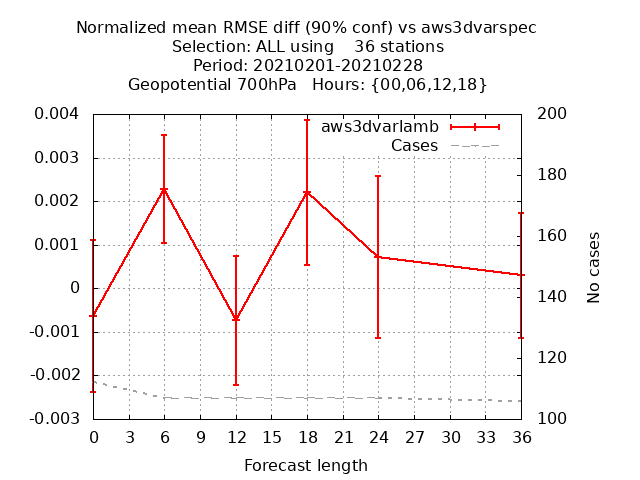 Normalized mean RMSE diff (90% conf) vs aws3dvarspec
Selection: ALL using    36 stations
Period: 20210201-20210228
Geopotential 700hPa   Hours: {00,06,12,18}
aws3dvarlamb
Cases
0.004
0.003
0.002
0.001
0
-0.001
-0.002
-0.003
200
180
160
140
120
100
No cases
0 3 6 9 12 15 18 21 24 27 30 33 36
Forecast length